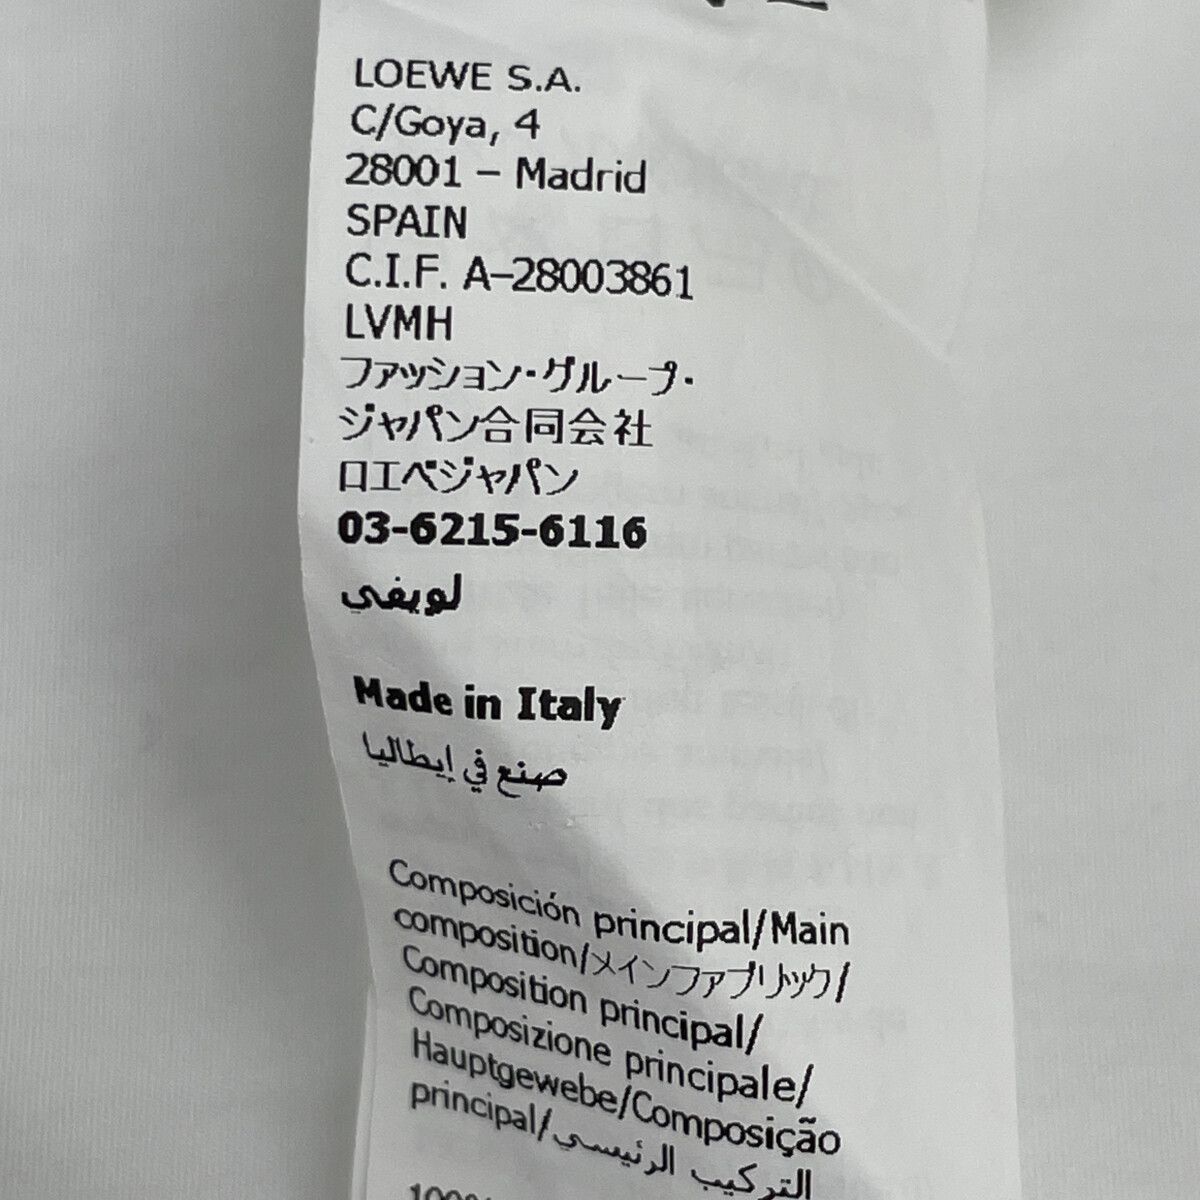 LOEWE S.A.
C/Goya, 4
28001 – Madrid
SPAIN
C.I.F. A–28003861
LVMH
ファッション・グループ・
ジャパン合同会社
ロエベジャパン
03-6215-6116
لويفي
Made in Italy
صنع في إيطاليا
Composición principal/Main
composition/メインファブリック/
Composition principal/
Composizione principale/
Hauptgewebe/Composição
principal/التركيب الرئيسي